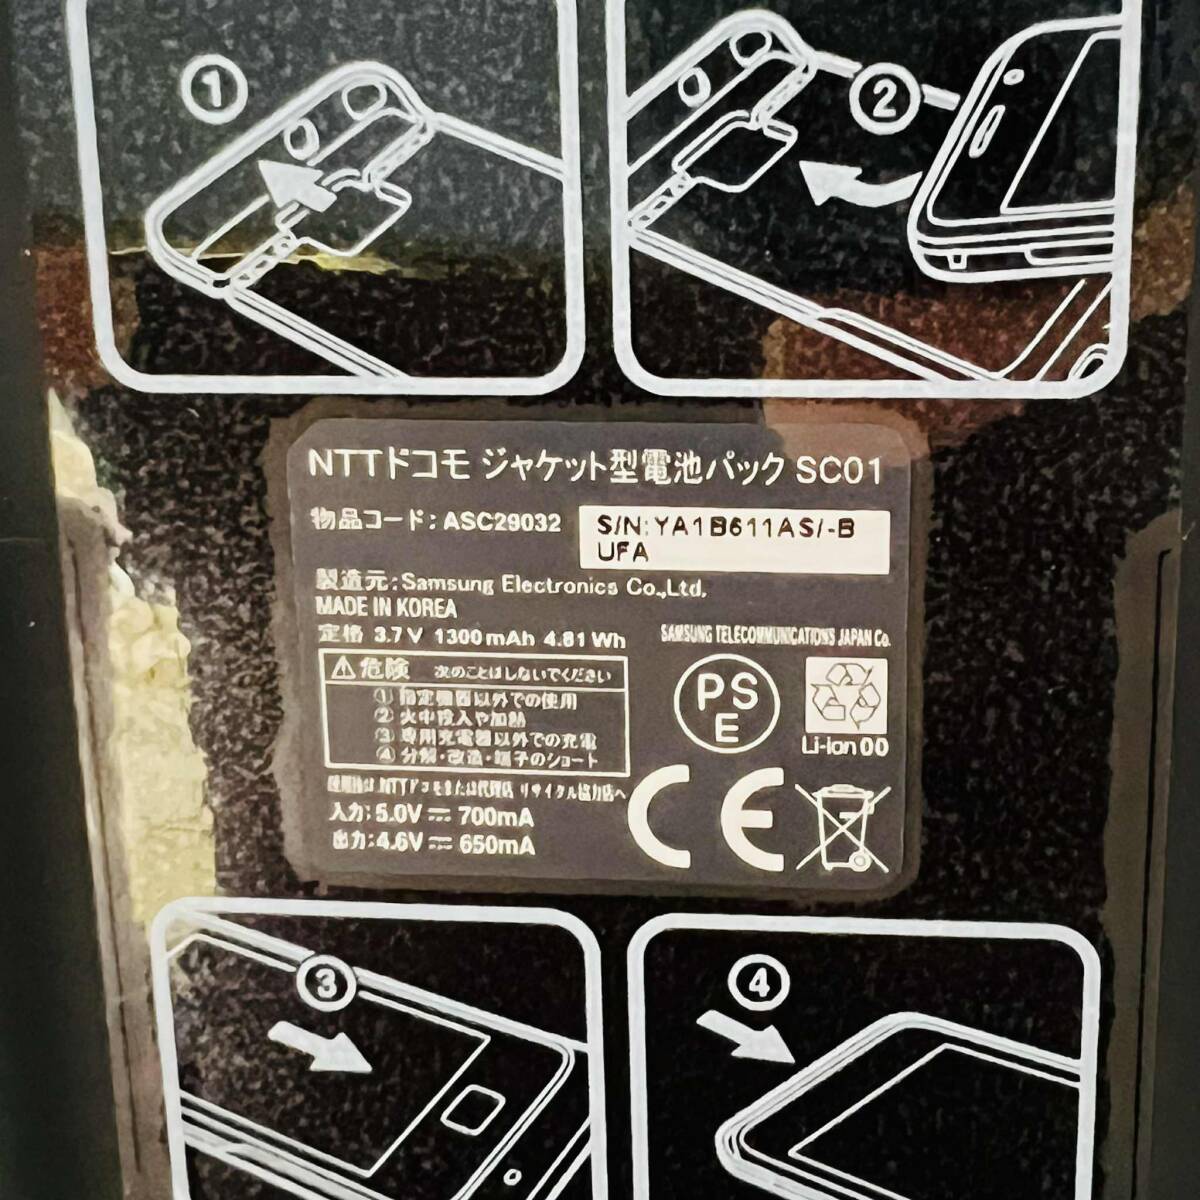 ①
②
NTTドコモ ジャケット型電池パック SC01
物品コード:ASC29032
S/N:YA1B611AS/-B
UFA
製造元:Samsung Electronics Co.,Ltd.
MADE IN KOREA
定格 3.7V 1300mAh 4.81Wh
SAMSUNG TELECOMMUNICATIONS JAPAN Co.
⚠危険 次のことはしないでください
① 指定機器以外での使用
② 火中投入や加熱
③ 専用充電器以外での充電
④ 分解・改造・端子のショート
使用後は NTTドコモまたは代理店 リサイクル協力店へ
入力:5.0V⎓700mA
出力:4.6V⎓650mA
PS
E
Li-ion 00
CE
③
④